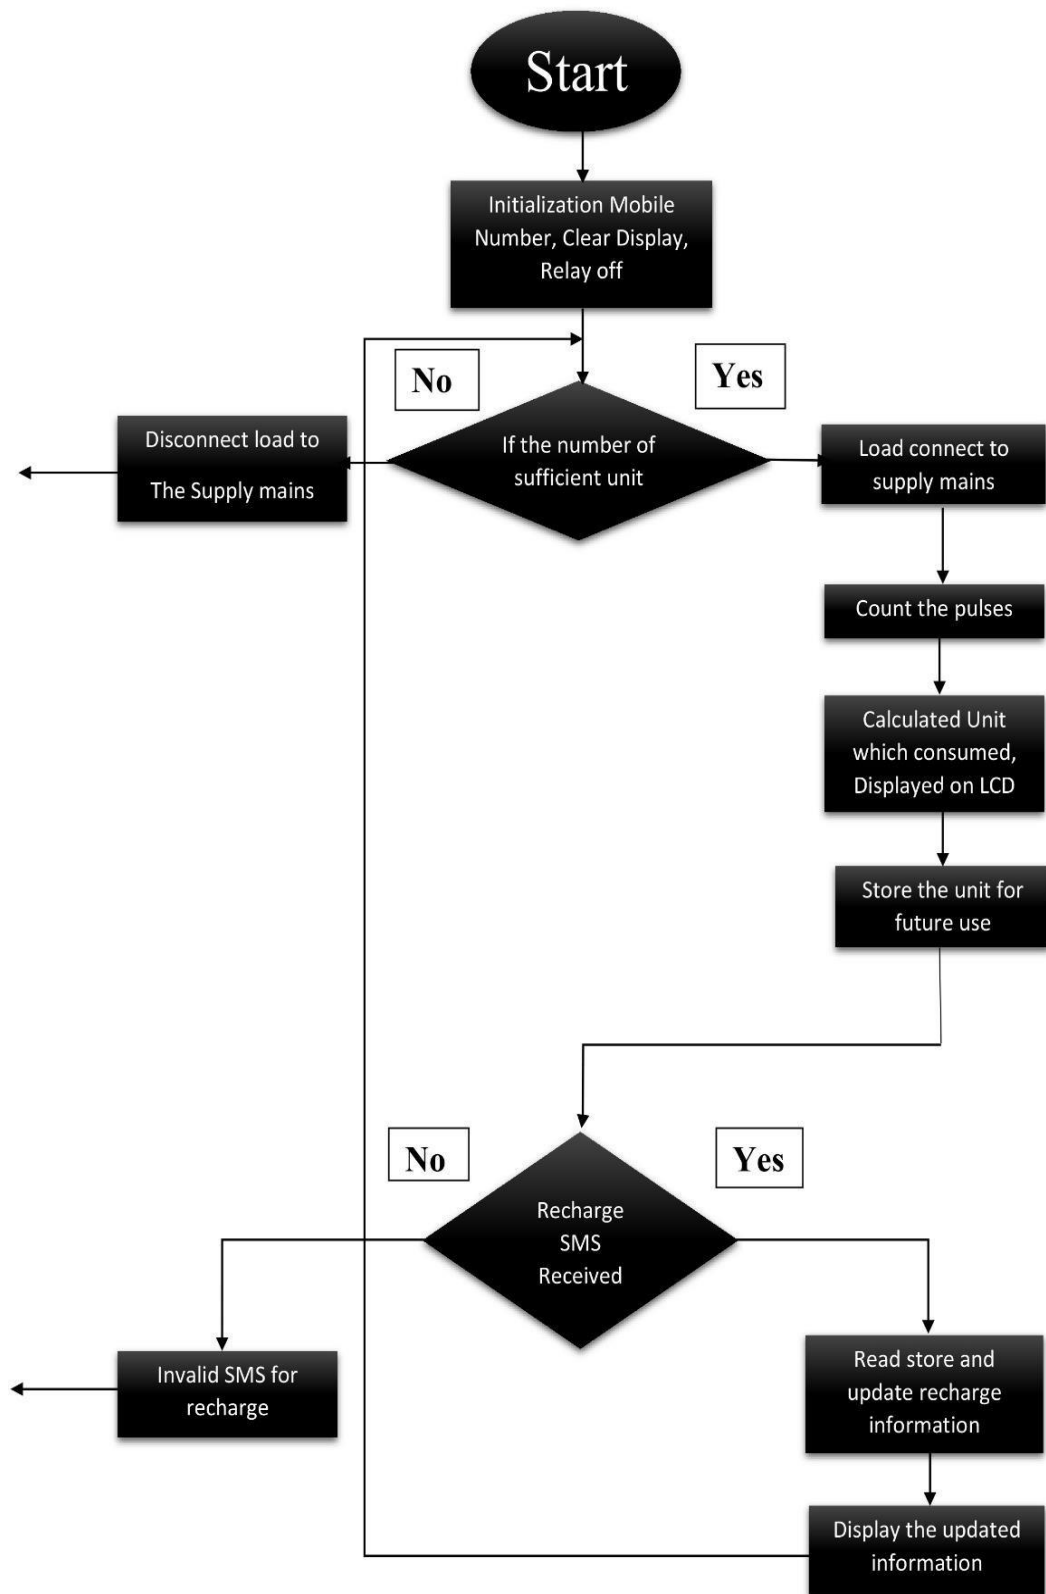 Start
Initialization Mobile
Number, Clear Display,
Relay off
No
Yes
Disconnect load to
The Supply mains
If the number of
sufficient unit
Load connect to
supply mains
Count the pulses
Calculated Unit
which consumed,
Displayed on LCD
Store the unit for
future use
No
Yes
Recharge
SMS
Received
Invalid SMS for
recharge
Read store and
update recharge
information
Display the updated
information